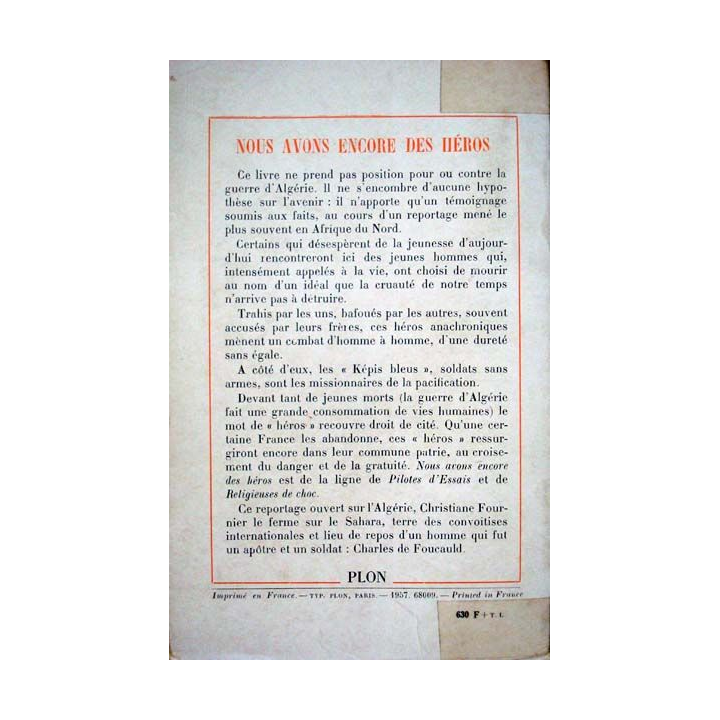 NOUS AVONS ENCORE DES HÉROS
Ce livre ne prend pas position pour ou contre la
guerre d'Algérie. Il ne s'encombre d'aucune hypo-
thèse sur l'avenir : il n'apporte qu'un témoignage
soumis aux faits, au cours d'un reportage mené le
plus souvent en Afrique du Nord.
Certains qui désespèrent de la jeunesse d'aujour-
d'hui rencontreront ici des jeunes hommes qui,
intensément appelés à la vie, ont choisi de mourir
au nom d'un idéal que la cruauté de notre temps
n'arrive pas à détruire.
Trahis par les uns, bafoués par les autres, souvent
accusés par leurs frères, ces héros anachroniques
mènent un combat d'homme à homme, d'une dureté
sans égale.
A côté d'eux, les « Képis bleus », soldats sans
armes, sont les missionnaires de la pacification.
Devant tant de jeunes morts (la guerre d'Algérie
fait une grande consommation de vies humaines) le
mot de « héros » recouvre droit de cité. Qu'une cer-
taine France les abandonne, ces « héros » ressur-
giront encore dans leur commune patrie, au croise-
ment du danger et de la gratuité. Nous avons encore
des héros est de la ligne de Pilotes d'Essais et de
Religieuses de choc.
Ce reportage ouvert sur l'Algérie, Christiane Four-
nier le ferme sur le Sahara, terre des convoitises
internationales et lieu de repos d'un homme qui fut
un apôtre et un soldat : Charles de Foucauld.
PLON
Imprimé en France. — TYP. PLON, PARIS. — 1957. 68009. — Printed in France
630 F + T. L.